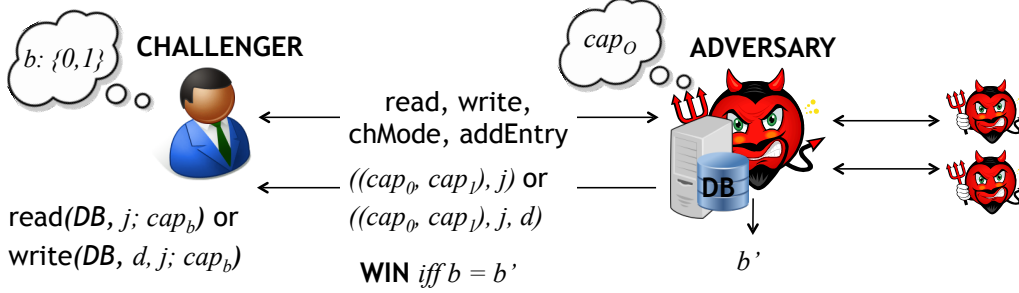 b: {0,1}
CHALLENGER
cap_O
ADVERSARY
read, write,
chMode, addEntry
((cap_0, cap_1), j) or
((cap_0, cap_1), j, d)
DB
read(DB, j; cap_b) or
write(DB, d, j; cap_b)
WIN iff b = b’
b’